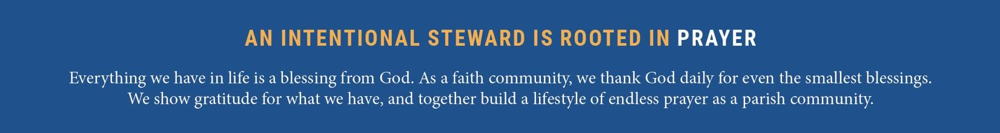 AN INTENTIONAL STEWARD IS ROOTED IN PRAYER
Everything we have in life is a blessing from God. As a faith community, we thank God daily for even the smallest blessings.
We show gratitude for what we have, and together build a lifestyle of endless prayer as a parish community.